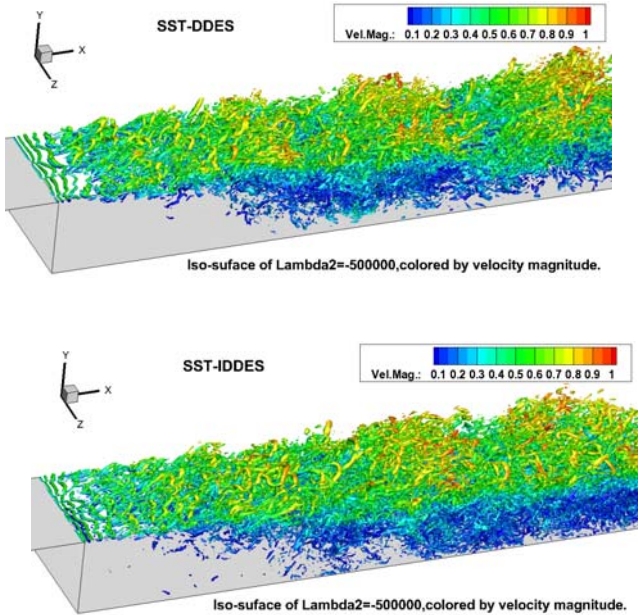 SST-DDES
Vel.Mag.: 0.1 0.2 0.3 0.4 0.5 0.6 0.7 0.8 0.9 1
Y
X
Z
Iso-suface of Lambda2=-500000,colored by velocity magnitude.
SST-IDDES
Vel.Mag.: 0.1 0.2 0.3 0.4 0.5 0.6 0.7 0.8 0.9 1
Y
X
Z
Iso-suface of Lambda2=-500000,colored by velocity magnitude.